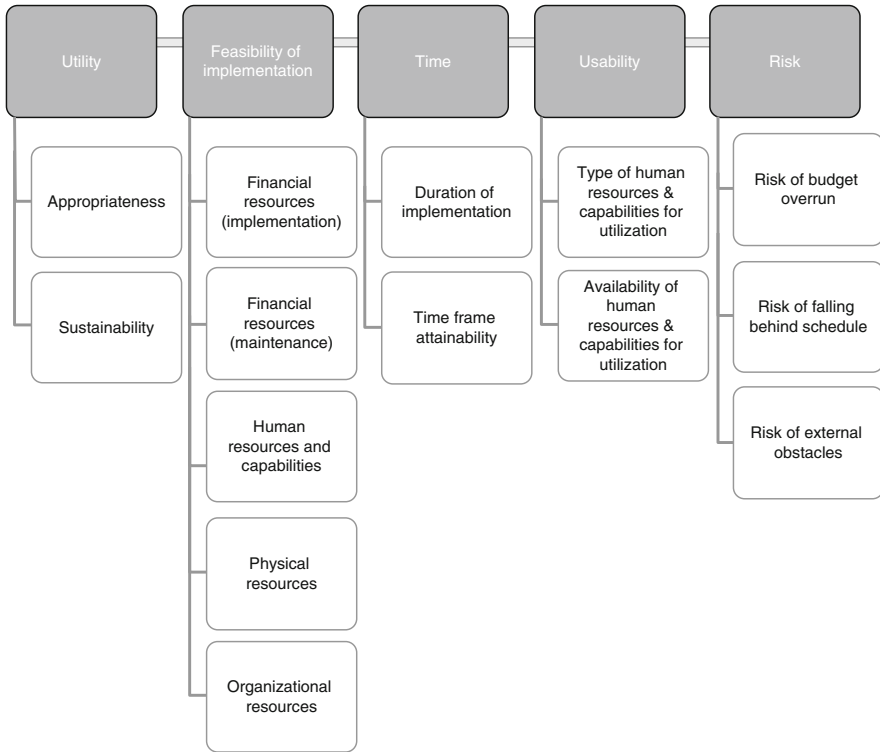 Utility
Feasibility of
implementation
Time
Usability
Risk
Appropriateness
Sustainability
Financial
resources
(implementation)
Financial
resources
(maintenance)
Human
resources and
capabilities
Physical
resources
Organizational
resources
Duration of
implementation
Time frame
attainability
Type of human
resources &
capabilities for
utilization
Availability of
human
resources &
capabilities for
utilization
Risk of budget
overrun
Risk of falling
behind schedule
Risk of external
obstacles